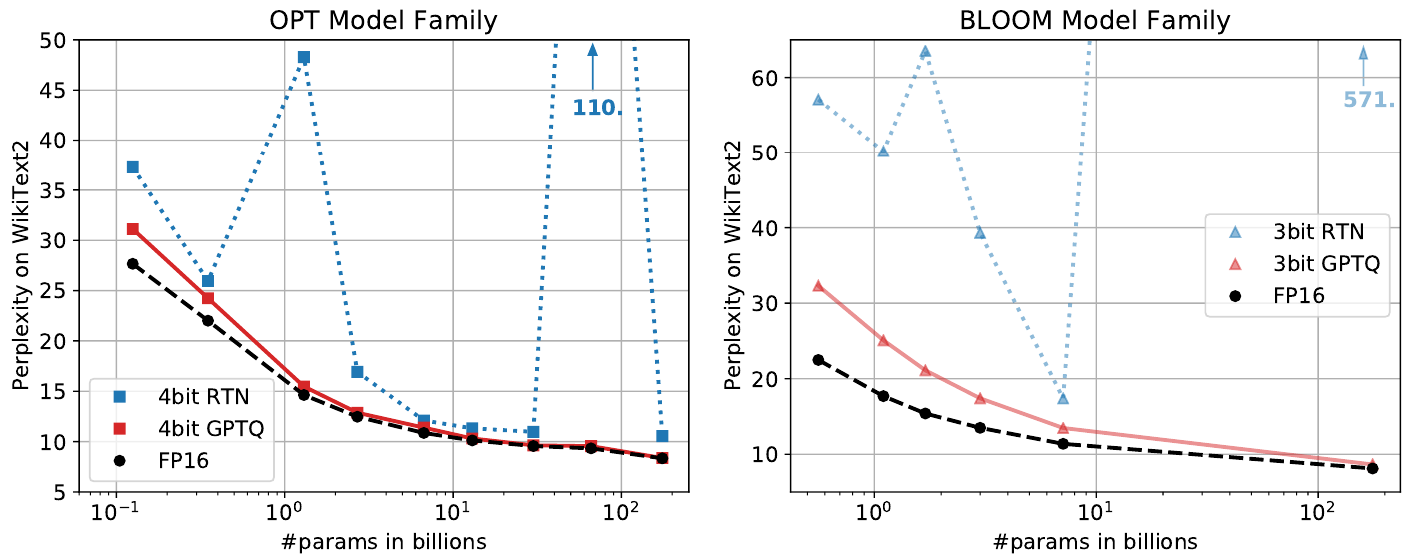 OPT Model Family
50
45
40
35
30
25
20
15
10
5
Perplexity on WikiText2
110.
4bit RTN
4bit GPTQ
FP16
10⁻¹
10⁰
10¹
10²
#params in billions
BLOOM Model Family
60
50
40
30
20
10
Perplexity on WikiText2
571.
3bit RTN
3bit GPTQ
FP16
10⁰
10¹
10²
#params in billions